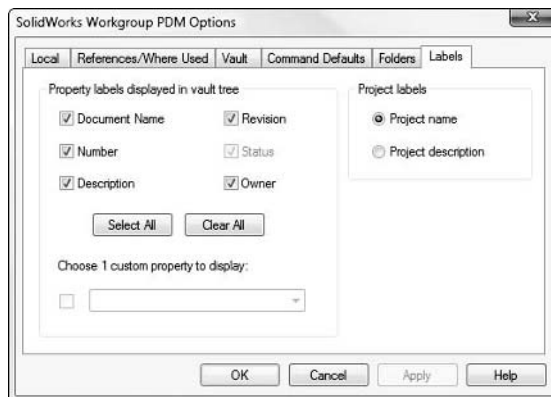 SolidWorks Workgroup PDM Options
Local References/Where Used Vault Command Defaults Folders Labels
Property labels displayed in vault tree
Project labels
Document Name
Revision
Project name
Number
Status
Project description
Description
Owner
Select All
Clear All
Choose 1 custom property to display:
OK
Cancel
Apply
Help